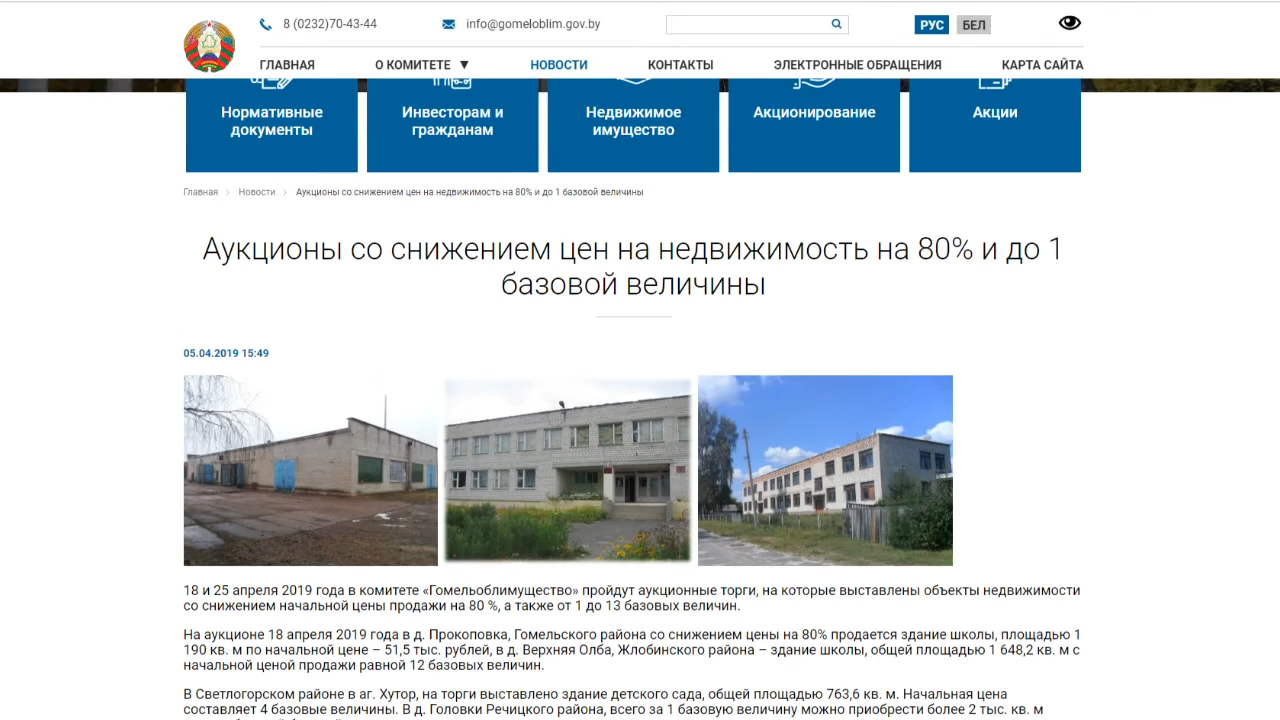 8 (0232)70-43-44
info@gomeloblim.gov.by
РУС
БЕЛ
ГЛАВНАЯ
О КОМИТЕТЕ ▼
НОВОСТИ
КОНТАКТЫ
ЭЛЕКТРОННЫЕ ОБРАЩЕНИЯ
КАРТА САЙТА
Нормативные
документы
Инвесторам и
гражданам
Недвижимое
имущество
Акционирование
Акции
Главная > Новости > Аукционы со снижением цен на недвижимость на 80% и до 1 базовой величины
Аукционы со снижением цен на недвижимость на 80% и до 1
базовой величины
05.04.2019 15:49
18 и 25 апреля 2019 года в комитете «Гомельоблимущество» пройдут аукционные торги, на которые выставлены объекты недвижимости
со снижением начальной цены продажи на 80 %, а также от 1 до 13 базовых величин.
На аукционе 18 апреля 2019 года в д. Прокоповка, Гомельского района со снижением цены на 80% продается здание школы, площадью 1
190 кв. м по начальной цене – 51,5 тыс. рублей, в д. Верхняя Олба, Жлобинского района – здание школы, общей площадью 1 648,2 кв. м с
начальной ценой продажи равной 12 базовых величин.
В Светлогорском районе в аг. Хутор, на торги выставлено здание детского сада, общей площадью 763,6 кв. м. Начальная цена
составляет 4 базовые величины. В д. Головки Речицкого района, всего за 1 базовую величину можно приобрести более 2 тыс. кв. м